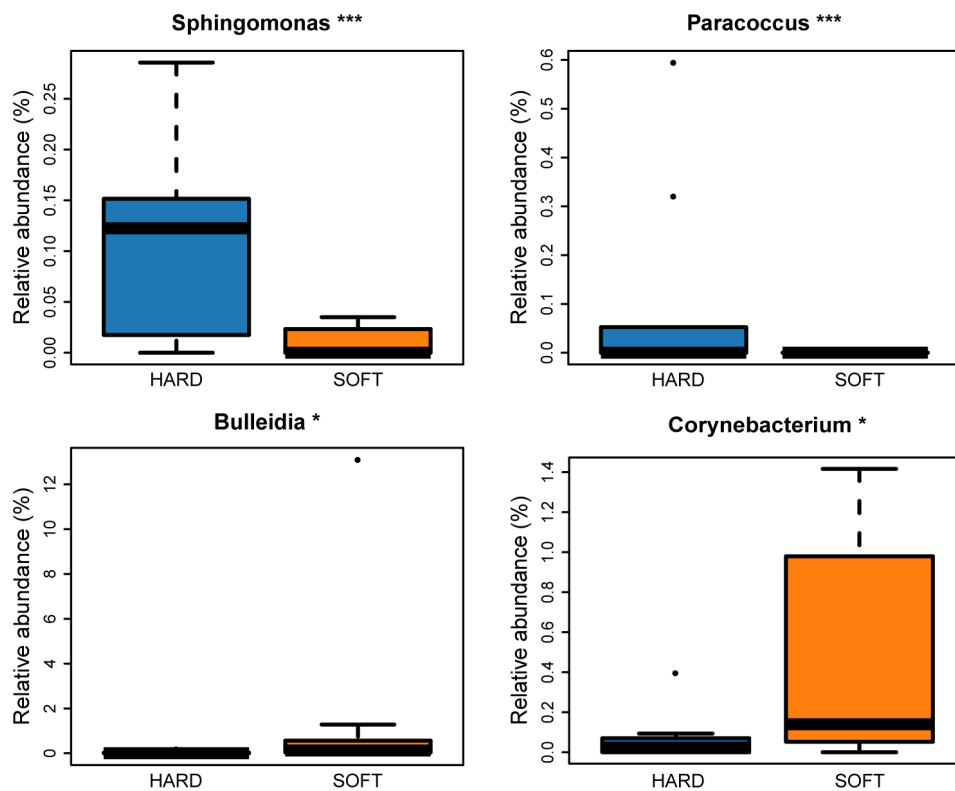 Sphingomonas ***
Relative abundance (%)
0.25
0.20
0.15
0.10
0.05
0.00
HARD
SOFT
Paracoccus ***
Relative abundance (%)
0.6
0.5
0.4
0.3
0.2
0.1
0.0
HARD
SOFT
Bulleidia *
Relative abundance (%)
12
10
8
6
4
2
0
HARD
SOFT
Corynebacterium *
Relative abundance (%)
1.4
1.2
1.0
0.8
0.6
0.4
0.2
0.0
HARD
SOFT